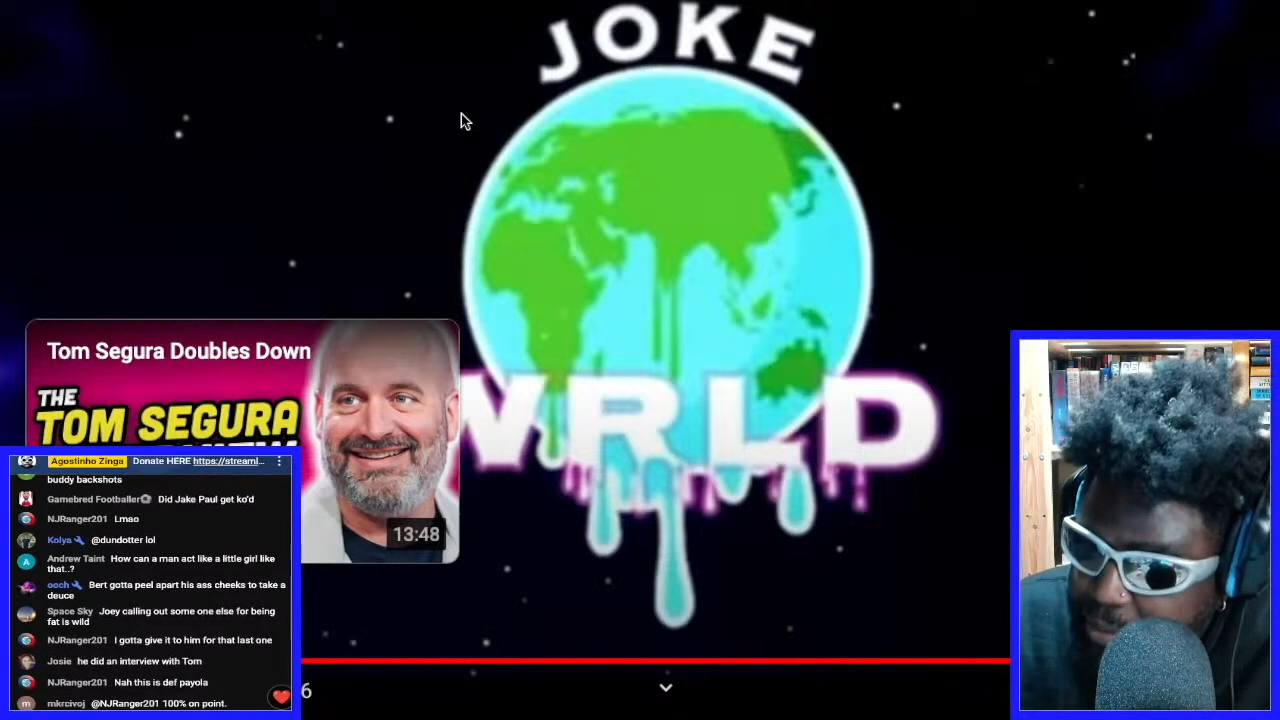 JOKE
WRLD
Tom Segura Doubles Down
THE
TOM SEGURA
13:48
Agostinho Zinga Donate HERE https://streaml...
buddy backshots
Gamebred Footballer Did Jake Paul get ko'd
NJRanger201 Lmao
Kolya @dundotter lol
Andrew Taint How can a man act like a little girl like
that..?
ooch Bert gotta peel apart his ass cheeks to take a
deuce
Space Sky Joey calling out some one else for being
fat is wild
NJRanger201 I gotta give it to him for that last one
Josie he did an interview with Tom
NJRanger201 Nah this is def payola
mkrcivoj @NJRanger201 100% on point.
6